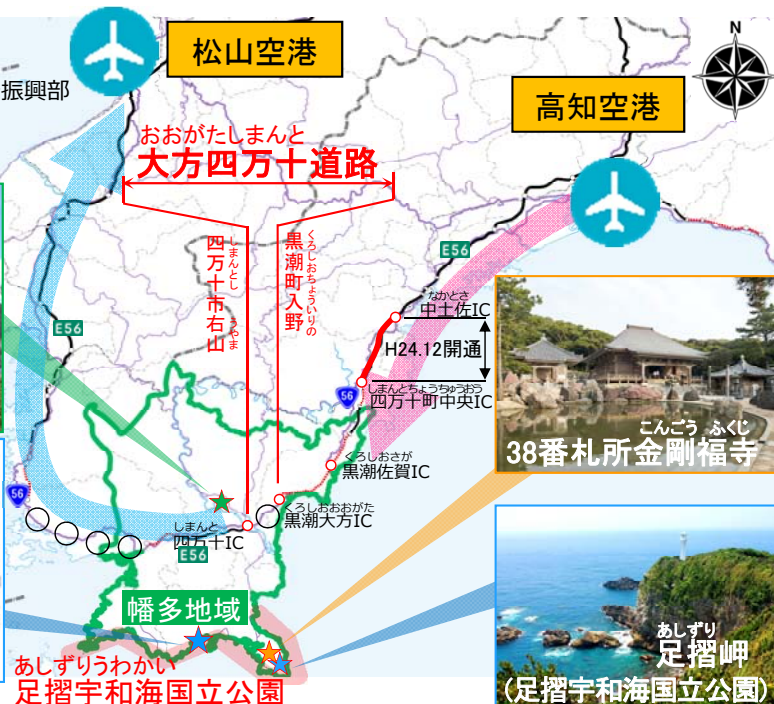 松山空港
振興部
N
高知空港
おおがたしまんと
大方四万十道路
しまんとし うやま
四万十市右山
くろしおちょういりの
黒潮町入野
E56
E56
なかとさ
中土佐IC
H24.12開通
しまんとちょうちゅうおう
四万十町中央IC
56
くろしおさが
黒潮佐賀IC
くろしおおおがた
黒潮大方IC
しまんと
四万十IC
E56
56
こんごう ふくじ
38番札所金剛福寺
幡多地域
あしずりうわかい
足摺宇和海国立公園
あしずり
足摺岬
(足摺宇和海国立公園)